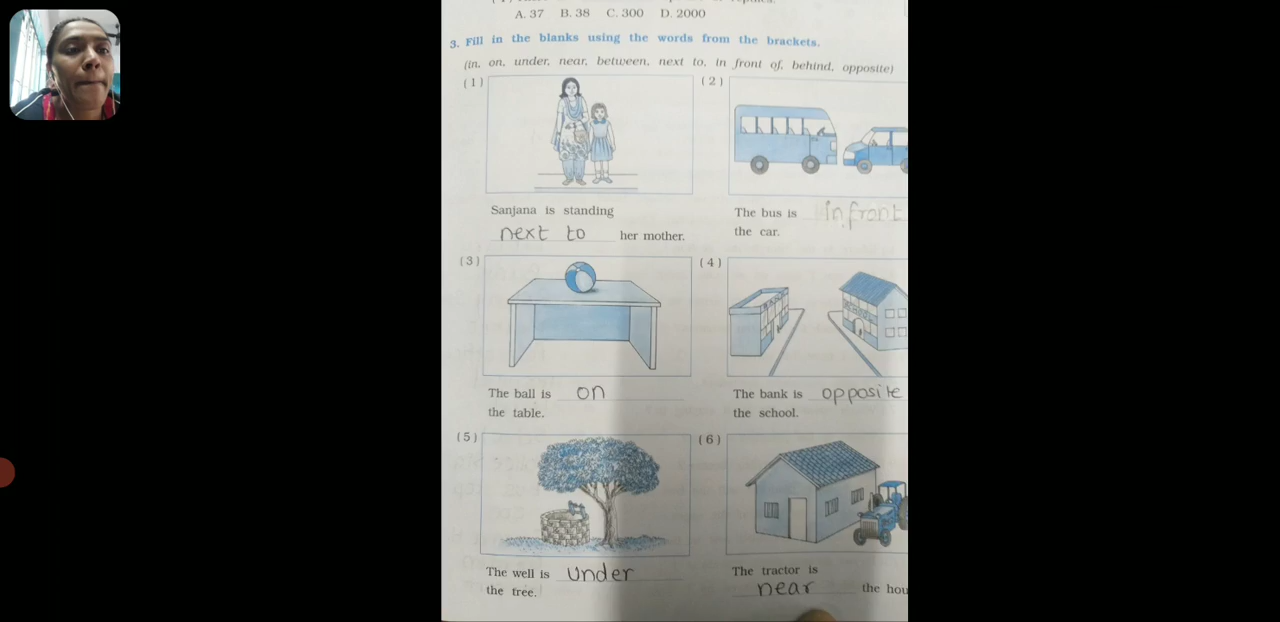 A. 37 B. 38 C. 300 D. 2000
3. Fill in the blanks using the words from the brackets.
(in, on, under, near, between, next to, in front of, behind, opposite)
(1) (2)
Sanjana is standing
next to her mother.
The bus is in front
the car.
(3) (4)
The ball is on
the table.
The bank is opposite
the school.
(5) (6)
The well is under
the tree.
The tractor is
near the hou